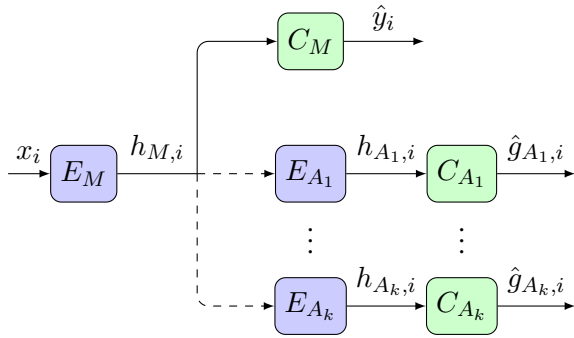 C_M ŷ_i
x_i E_M h_{M,i} E_{A_1} h_{A_1,i} C_{A_1} ĝ_{A_1,i}
⋮ ⋮
E_{A_k} h_{A_k,i} C_{A_k} ĝ_{A_k,i}